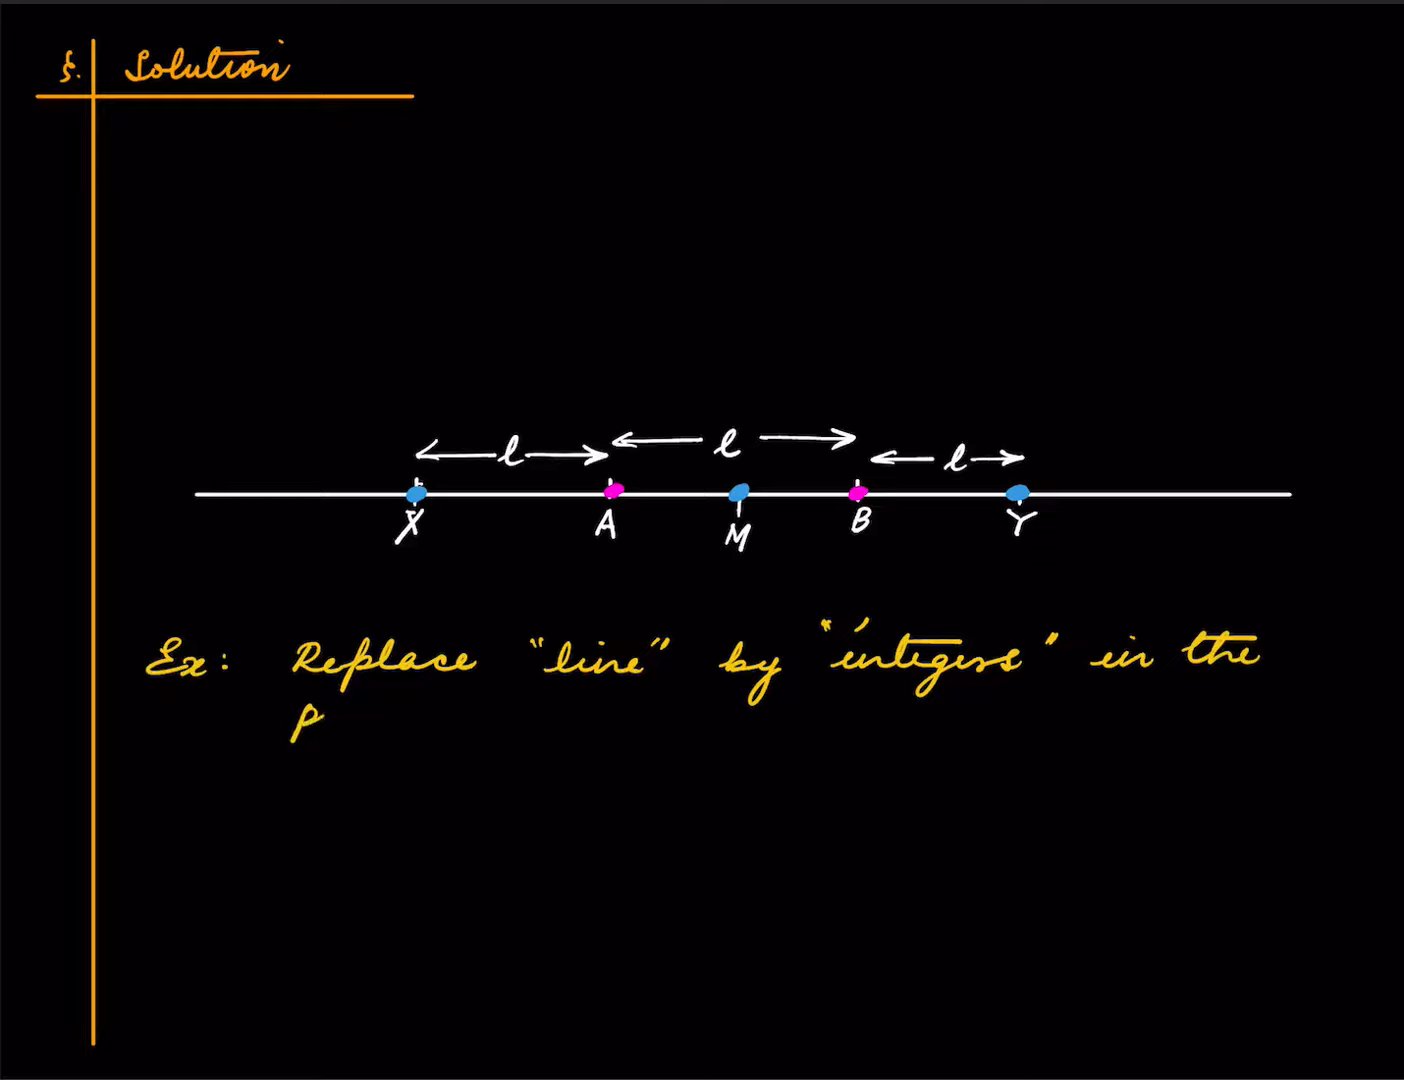 §. Solution
l l l
X A M B Y
Ex: Replace "line" by "integers" in the
P